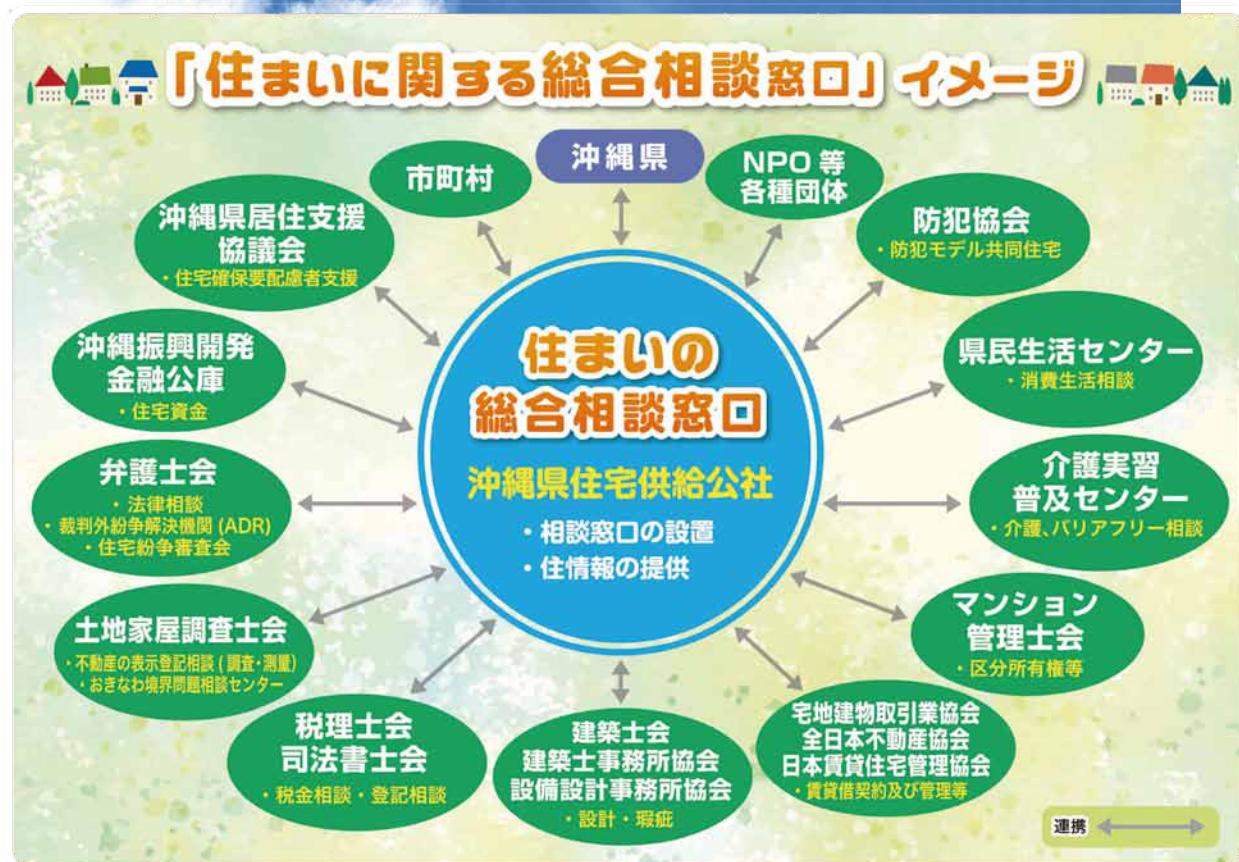 「住まいに関する総合相談窓口」イメージ
沖縄県
市町村
NPO 等
各種団体
沖縄県居住支援
協議会
・住宅確保要配慮者支援
防犯協会
・防犯モデル共同住宅
沖縄振興開発
金融公庫
・住宅資金
県民生活センター
・消費生活相談
住まいの
総合相談窓口
沖縄県住宅供給公社
・相談窓口の設置
・住情報の提供
弁護士会
・法律相談
・裁判外紛争解決機関 (ADR)
・住宅紛争審査会
介護実習
普及センター
・介護、バリアフリー相談
土地家屋調査士会
・不動産の表示登記相談 (調査・測量)
・おきなわ境界問題相談センター
マンション
管理士会
・区分所有権等
税理士会
司法書士会
・税金相談・登記相談
建築士会
建築士事務所協会
設備設計事務所協会
・設計・瑕疵
宅地建物取引業協会
全日本不動産協会
日本賃貸住宅管理協会
・賃貸借契約及び管理等
連携